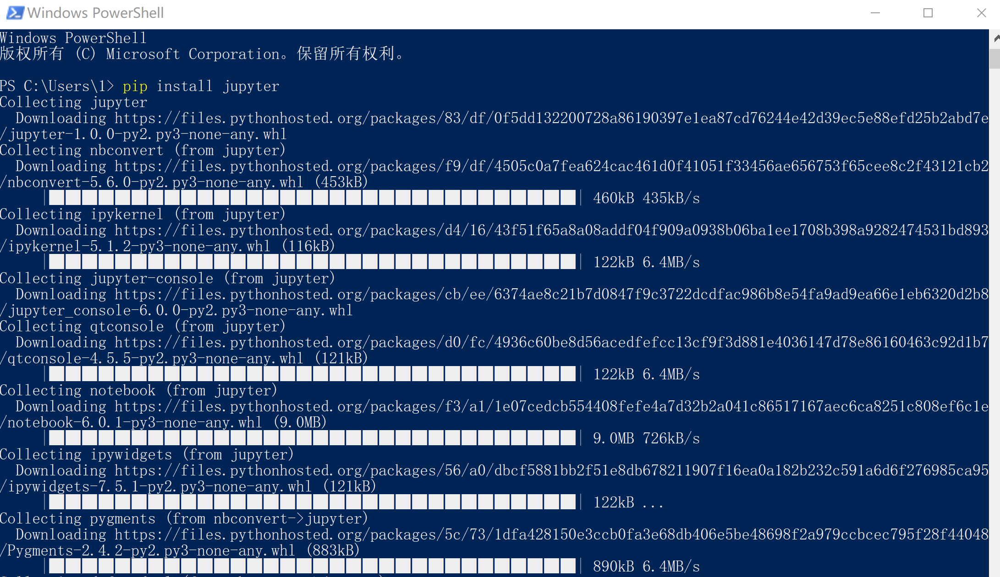 Windows PowerShell
Windows PowerShell
版权所有 (C) Microsoft Corporation。保留所有权利。
PS C:\Users\1> pip install jupyter
Collecting jupyter
  Downloading https://files.pythonhosted.org/packages/83/df/0f5dd132200728a86190397e1ea87cd76244e42d39ec5e88efd25b2abd7e
/jupyter-1.0.0-py2.py3-none-any.whl
Collecting nbconvert (from jupyter)
  Downloading https://files.pythonhosted.org/packages/f9/df/4505c0a7fea624cac461d0f41051f33456ae656753f65cee8c2f43121cb2
/nbconvert-5.6.0-py2.py3-none-any.whl (453kB)
460kB 435kB/s
Collecting ipykernel (from jupyter)
  Downloading https://files.pythonhosted.org/packages/d4/16/43f51f65a8a08addf04f909a0938b06ba1ee1708b398a9282474531bd893
/ipykernel-5.1.2-py3-none-any.whl (116kB)
122kB 6.4MB/s
Collecting jupyter-console (from jupyter)
  Downloading https://files.pythonhosted.org/packages/cb/ee/6374ae8c21b7d0847f9c3722dcdfac986b8e54fa9ad9ea66e1eb6320d2b8
/jupyter_console-6.0.0-py2.py3-none-any.whl
Collecting qtconsole (from jupyter)
  Downloading https://files.pythonhosted.org/packages/d0/fc/4936c60be8d56acedfefcc13cf9f3d881e4036147d78e86160463c92d1b7
/qtconsole-4.5.5-py2.py3-none-any.whl (121kB)
122kB 6.4MB/s
Collecting notebook (from jupyter)
  Downloading https://files.pythonhosted.org/packages/f3/a1/1e07cedcb554408fefe4a7d32b2a041c86517167aec6ca8251c808ef6c1e
/notebook-6.0.1-py3-none-any.whl (9.0MB)
9.0MB 726kB/s
Collecting ipywidgets (from jupyter)
  Downloading https://files.pythonhosted.org/packages/56/a0/dbcf5881bb2f51e8db678211907f16ea0a182b232c591a6d6f276985ca95
/ipywidgets-7.5.1-py2.py3-none-any.whl (121kB)
122kB ...
Collecting pygments (from nbconvert->jupyter)
  Downloading https://files.pythonhosted.org/packages/5c/73/1dfa428150e3ccb0fa3e68db406e5be48698f2a979ccbcec795f28f44048
/Pygments-2.4.2-py2.py3-none-any.whl (883kB)
890kB 6.4MB/s